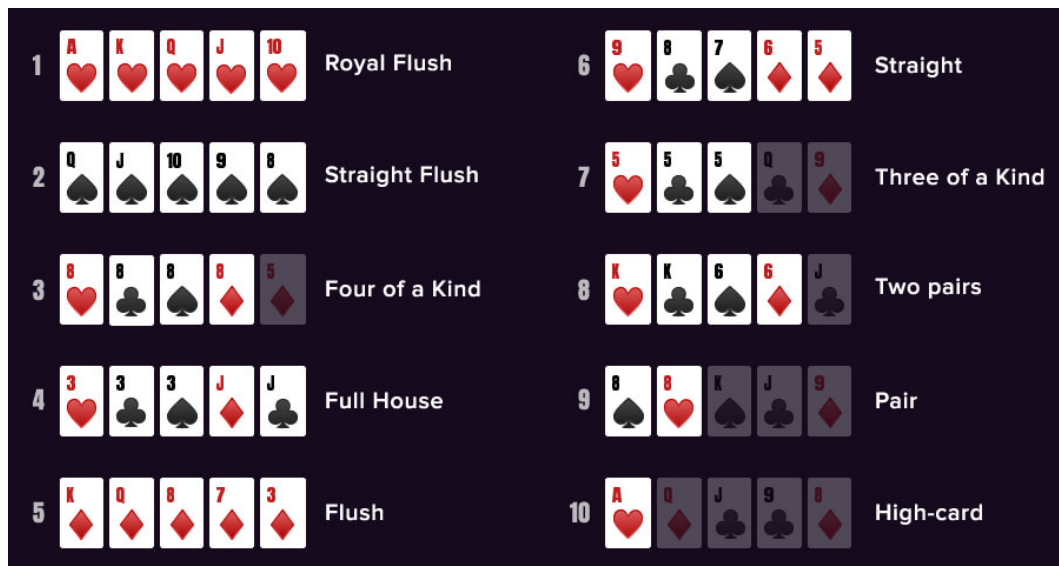 1 A K Q J 10 Royal Flush
2 Q J 10 9 8 Straight Flush
3 8 8 8 8 5 Four of a Kind
4 3 3 3 J J Full House
5 K Q 8 7 3 Flush
6 9 8 7 6 5 Straight
7 5 5 5 Q 9 Three of a Kind
8 K K 6 6 J Two pairs
9 8 8 K J 9 Pair
10 A Q J 9 8 High-card